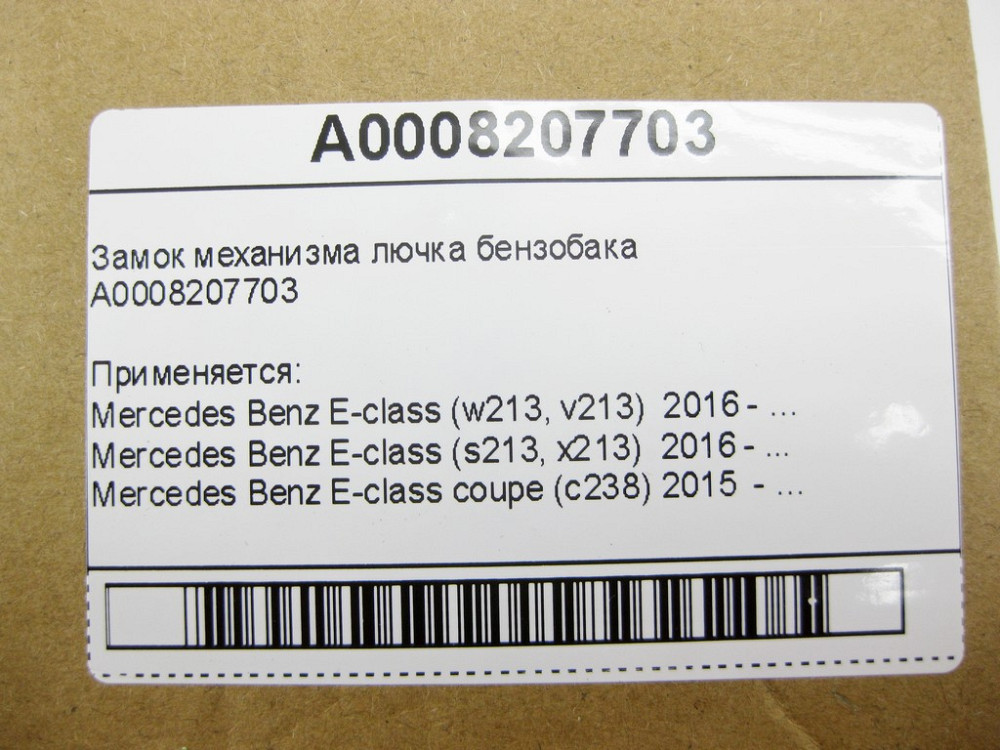 A0008207703
Замок механизма лючка бензобака
A0008207703
Применяется:
Mercedes Benz E-class (w213, v213) 2016 - ...
Mercedes Benz E-class (s213, x213) 2016 - ...
Mercedes Benz E-class coupe (c238) 2015 - ...